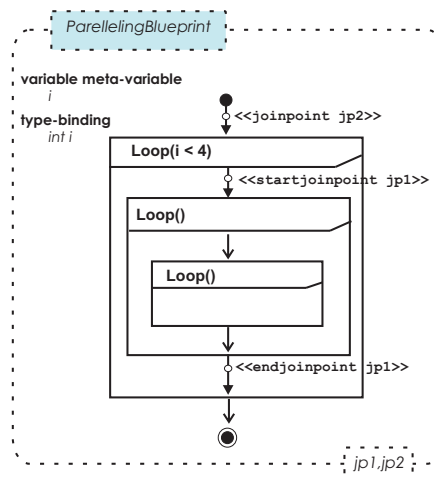 ParellelingBlueprint
variable meta-variable
i
type-binding
int i
<<joinpoint jp2>>
Loop(i < 4)
<<startjoinpoint jp1>>
Loop()
Loop()
<<endjoinpoint jp1>>
jp1,jp2